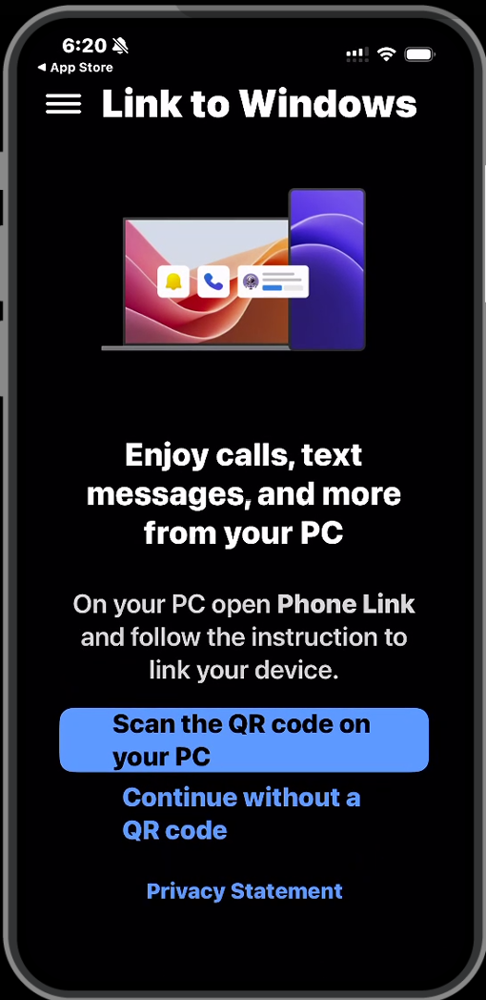 6:20
◀ App Store
Link to Windows
Enjoy calls, text
messages, and more
from your PC
On your PC open Phone Link
and follow the instruction to
link your device.
Scan the QR code on
your PC
Continue without a
QR code
Privacy Statement